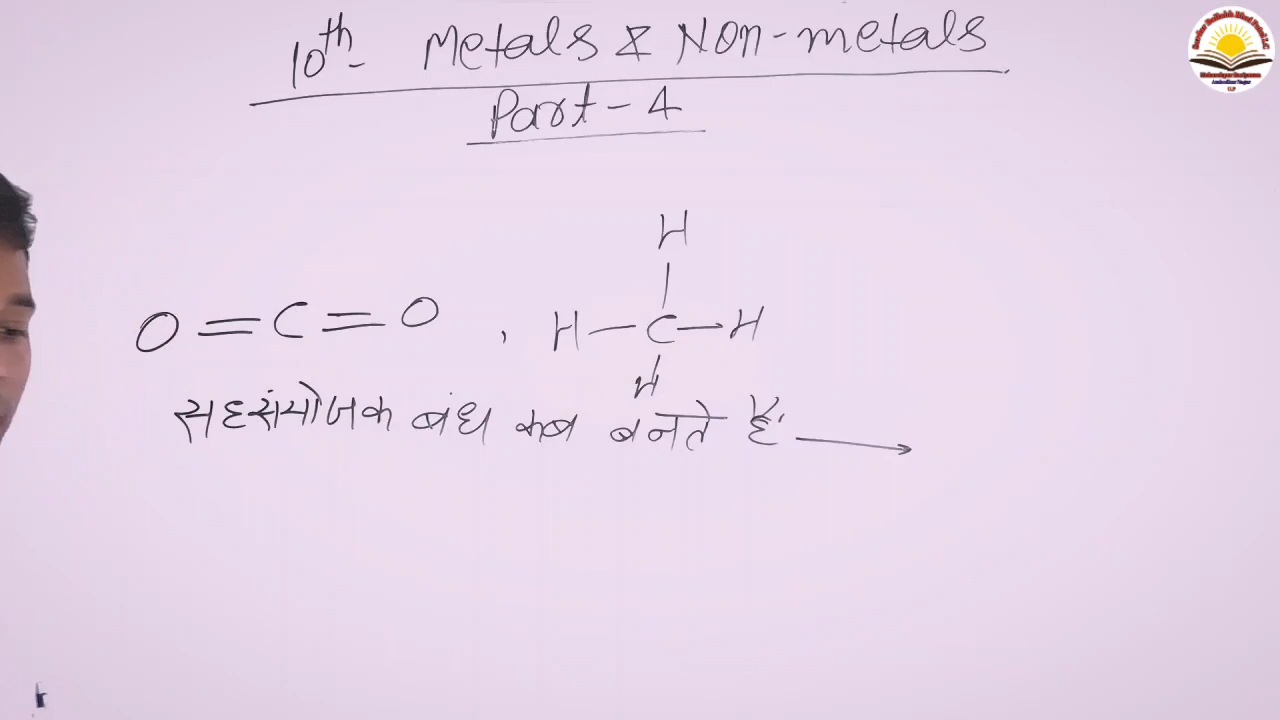 10th- Metals & Non-metals
Part-4
H
O=C=O , H-C-H
H
सहसंयोजक बंध कब बनते हैं →